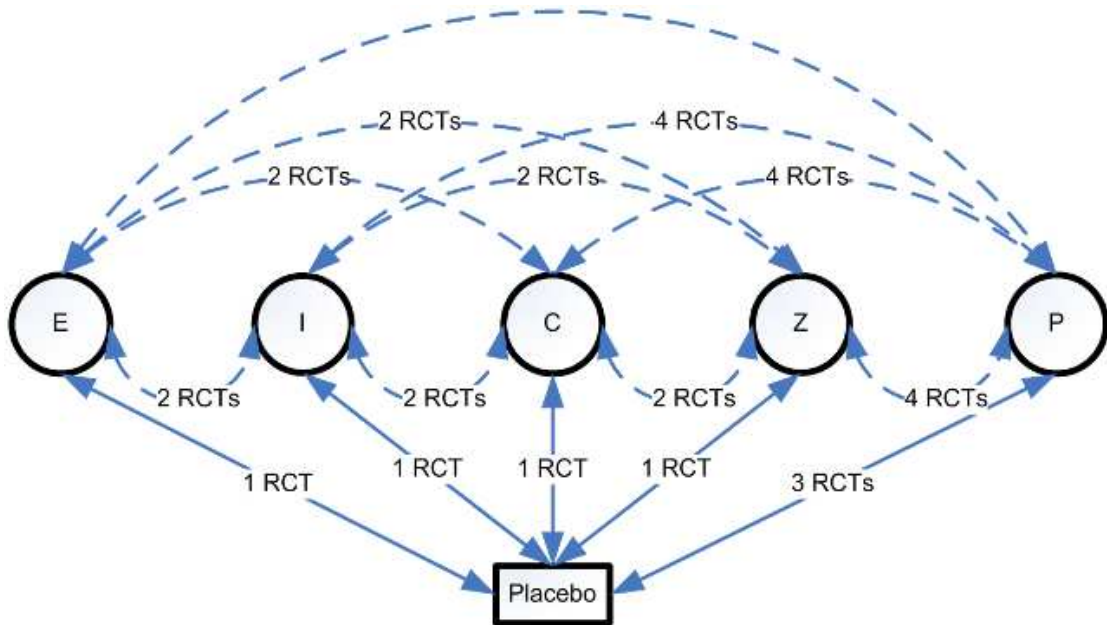 2 RCTs
4 RCTs
2 RCTs
2 RCTs
4 RCTs
E
I
C
Z
P
2 RCTs
2 RCTs
2 RCTs
4 RCTs
1 RCT
1 RCT
1 RCT
1 RCT
3 RCTs
Placebo